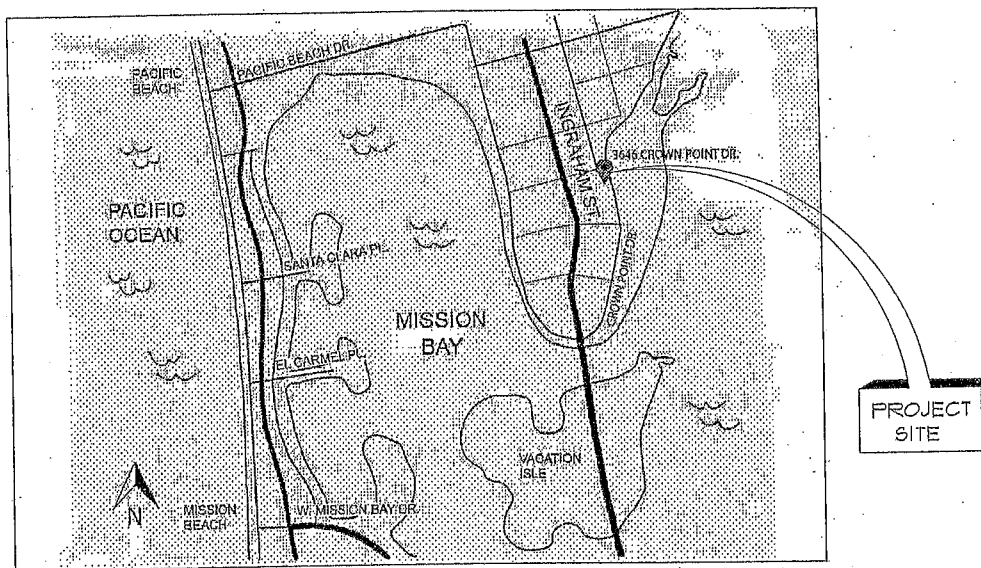 PACIFIC BEACH DR.
PACIFIC
BEACH
INGRAHAM ST.
3646 CROWN POINT DR.
PACIFIC
OCEAN
SANTA CLARA PL.
CROWN POINT DR.
MISSION
BAY
EL CARMEL PL.
PROJECT
SITE
VACATION
ISLE
N
MISSION
BEACH
W. MISSION BAY DR.